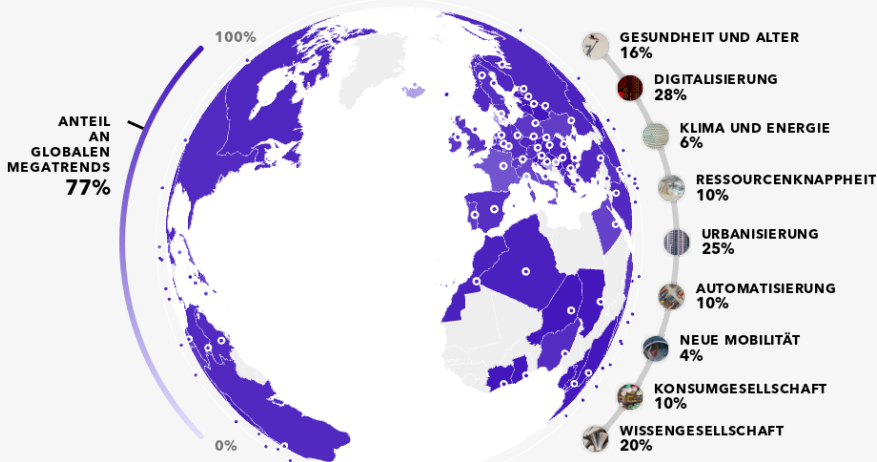 100%
ANTEIL
AN
GLOBALEN
MEGATRENDS
77%
0%
GESUNDHEIT UND ALTER
16%
DIGITALISIERUNG
28%
KLIMA UND ENERGIE
6%
RESSOURCENKNAPPHEIT
10%
URBANISIERUNG
25%
AUTOMATISIERUNG
10%
NEUE MOBILITÄT
4%
KONSUMGESELLSCHAFT
10%
WISSENGESELLSCHAFT
20%